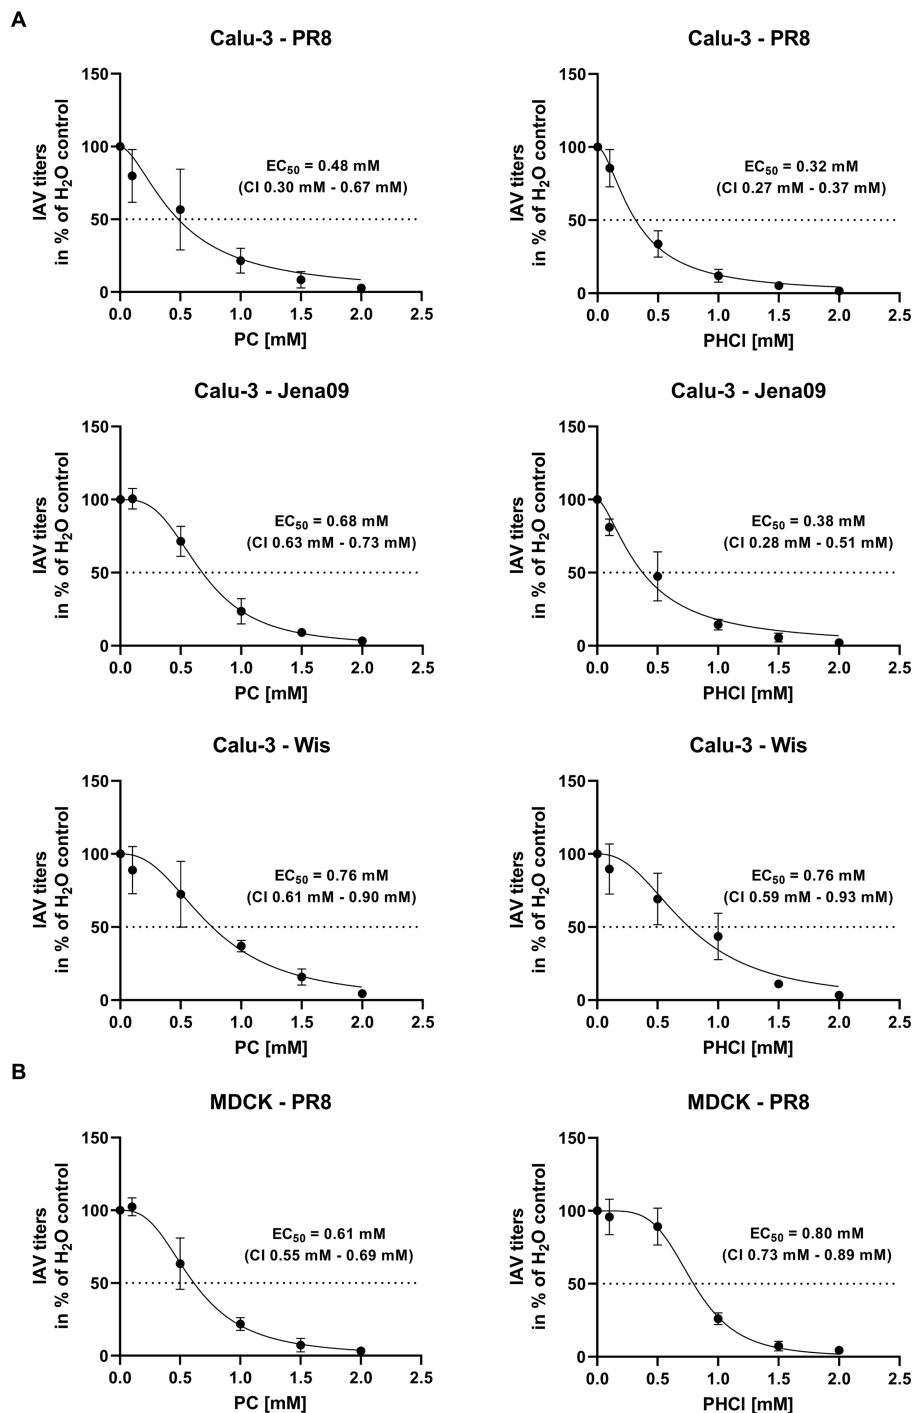 A
Calu-3 - PR8
IAV titers
in % of H₂O control
150
100
50
0
EC₅₀ = 0.48 mM
(CI 0.30 mM - 0.67 mM)
0.0 0.5 1.0 1.5 2.0 2.5
PC [mM]
Calu-3 - PR8
IAV titers
in % of H₂O control
150
100
50
0
EC₅₀ = 0.32 mM
(CI 0.27 mM - 0.37 mM)
0.0 0.5 1.0 1.5 2.0 2.5
PHCl [mM]
Calu-3 - Jena09
IAV titers
in % of H₂O control
150
100
50
0
EC₅₀ = 0.68 mM
(CI 0.63 mM - 0.73 mM)
0.0 0.5 1.0 1.5 2.0 2.5
PC [mM]
Calu-3 - Jena09
IAV titers
in % of H₂O control
150
100
50
0
EC₅₀ = 0.38 mM
(CI 0.28 mM - 0.51 mM)
0.0 0.5 1.0 1.5 2.0 2.5
PHCl [mM]
Calu-3 - Wis
IAV titers
in % of H₂O control
150
100
50
0
EC₅₀ = 0.76 mM
(CI 0.61 mM - 0.90 mM)
0.0 0.5 1.0 1.5 2.0 2.5
PC [mM]
Calu-3 - Wis
IAV titers
in % of H₂O control
150
100
50
0
EC₅₀ = 0.76 mM
(CI 0.59 mM - 0.93 mM)
0.0 0.5 1.0 1.5 2.0 2.5
PHCl [mM]
B
MDCK - PR8
IAV titers
in % of H₂O control
150
100
50
0
EC₅₀ = 0.61 mM
(CI 0.55 mM - 0.69 mM)
0.0 0.5 1.0 1.5 2.0 2.5
PC [mM]
MDCK - PR8
IAV titers
in % of H₂O control
150
100
50
0
EC₅₀ = 0.80 mM
(CI 0.73 mM - 0.89 mM)
0.0 0.5 1.0 1.5 2.0 2.5
PHCl [mM]